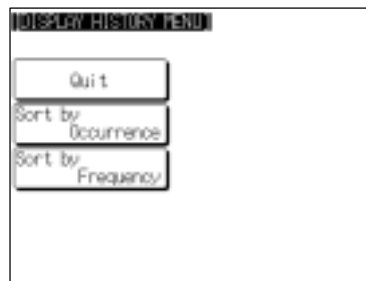 [DISPLAY HISTORY MENU]
Quit
Sort by
Occurrence
Sort by
Frequency